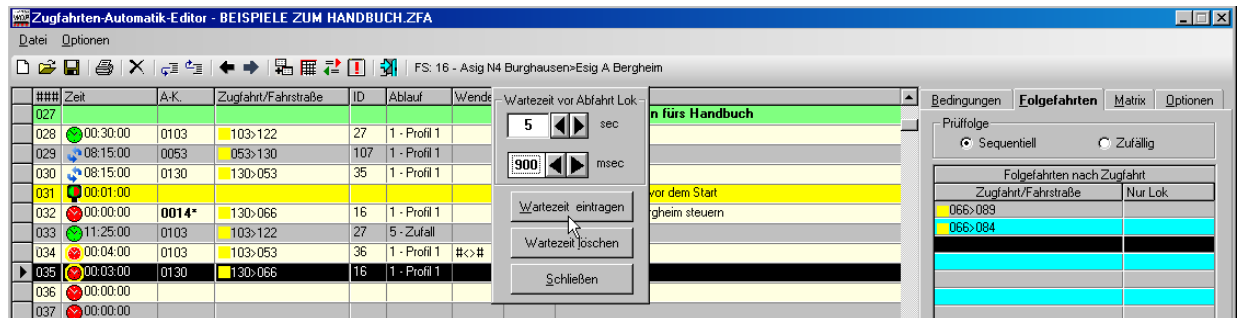 Zugfahrten-Automatik-Editor - BEISPIELE ZUM HANDBUCH.ZFA
Datei Optionen
FS: 16 - Asig N4 Burghausen>Esig A Bergheim
### Zeit A-K. Zugfahrt/Fahrstraße ID Ablauf Wende
027 n fürs Handbuch
028 00:30:00 0103 103>122 27 1 - Profil 1
029 08:15:00 0053 053>130 107 1 - Profil 1
030 08:15:00 0130 130>053 35 1 - Profil 1
031 00:01:00 vor dem Start
032 00:00:00 0014* 130>066 16 1 - Profil 1 rgheim steuern
033 11:25:00 0103 103>122 27 5 - Zufall
034 00:04:00 0103 103>053 36 1 - Profil 1 #<>#
035 00:03:00 0130 130>066 16 1 - Profil 1
036 00:00:00
037 00:00:00
Wartezeit vor Abfahrt Lok
5 sec
900 msec
Wartezeit eintragen
Wartezeit löschen
Schließen
Bedingungen Folgefahrten Matrix Optionen
Prüffolge
Sequentiell Zufällig
Folgefahrten nach Zugfahrt
Zugfahrt/Fahrstraße Nur Lok
066>089
066>084